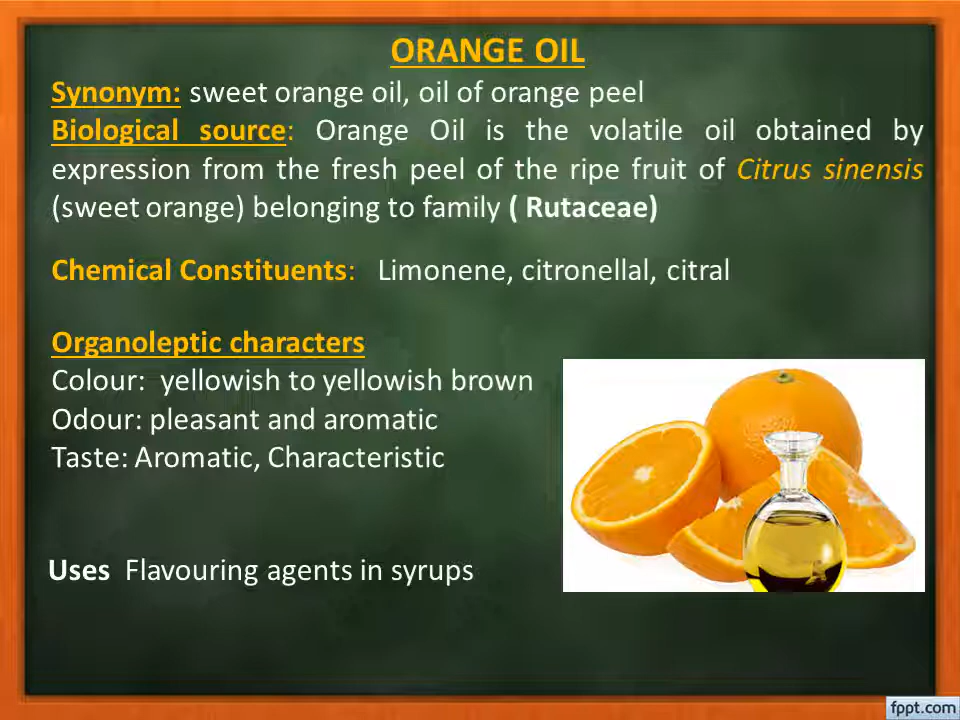 ORANGE OIL
Synonym: sweet orange oil, oil of orange peel
Biological source: Orange Oil is the volatile oil obtained by
expression from the fresh peel of the ripe fruit of Citrus sinensis
(sweet orange) belonging to family ( Rutaceae)
Chemical Constituents: Limonene, citronellal, citral
Organoleptic characters
Colour: yellowish to yellowish brown
Odour: pleasant and aromatic
Taste: Aromatic, Characteristic
Uses Flavouring agents in syrups
fppt.com